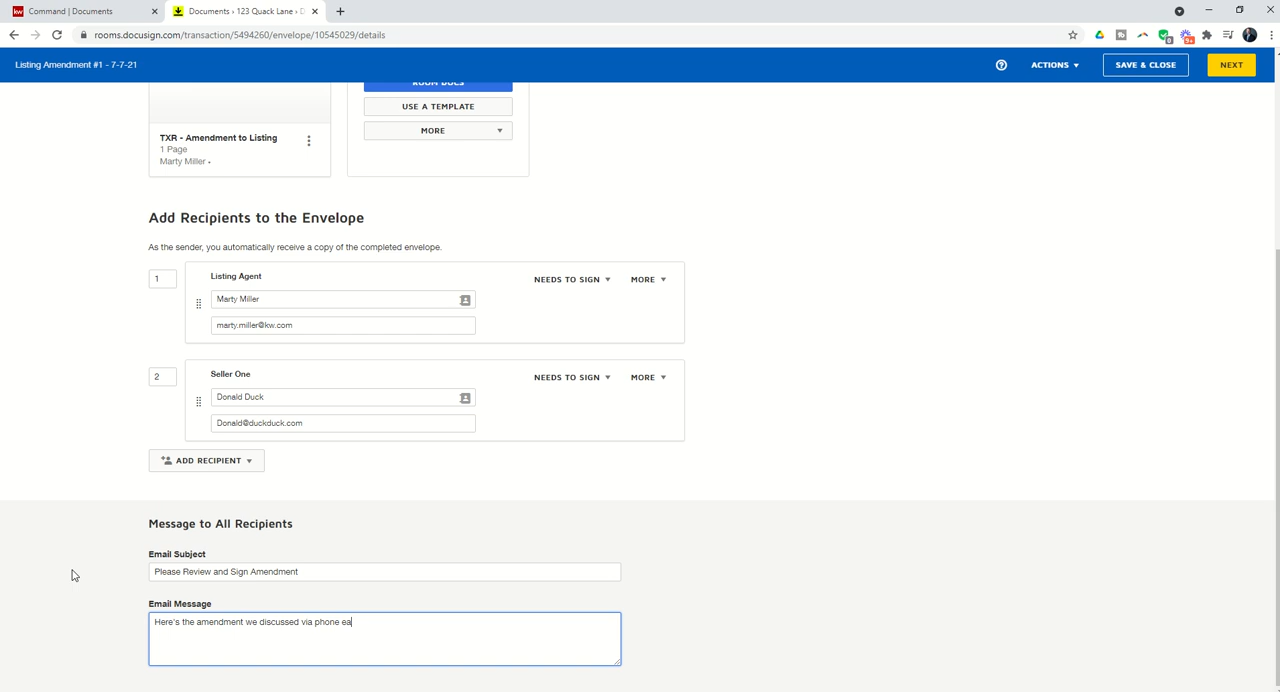 Command | Documents
Documents › 123 Quack Lane › D
rooms.docusign.com/transaction/5494260/envelope/10545029/details
Listing Amendment #1 - 7-7-21
ACTIONS
SAVE & CLOSE
NEXT
ROOM DOCS
USE A TEMPLATE
MORE
TXR - Amendment to Listing
1 Page
Marty Miller •
Add Recipients to the Envelope
As the sender, you automatically receive a copy of the completed envelope.
1
Listing Agent
NEEDS TO SIGN
MORE
Marty Miller
marty.miller@kw.com
2
Seller One
NEEDS TO SIGN
MORE
Donald Duck
Donald@duckduck.com
ADD RECIPIENT
Message to All Recipients
Email Subject
Please Review and Sign Amendment
Email Message
Here's the amendment we discussed via phone ea